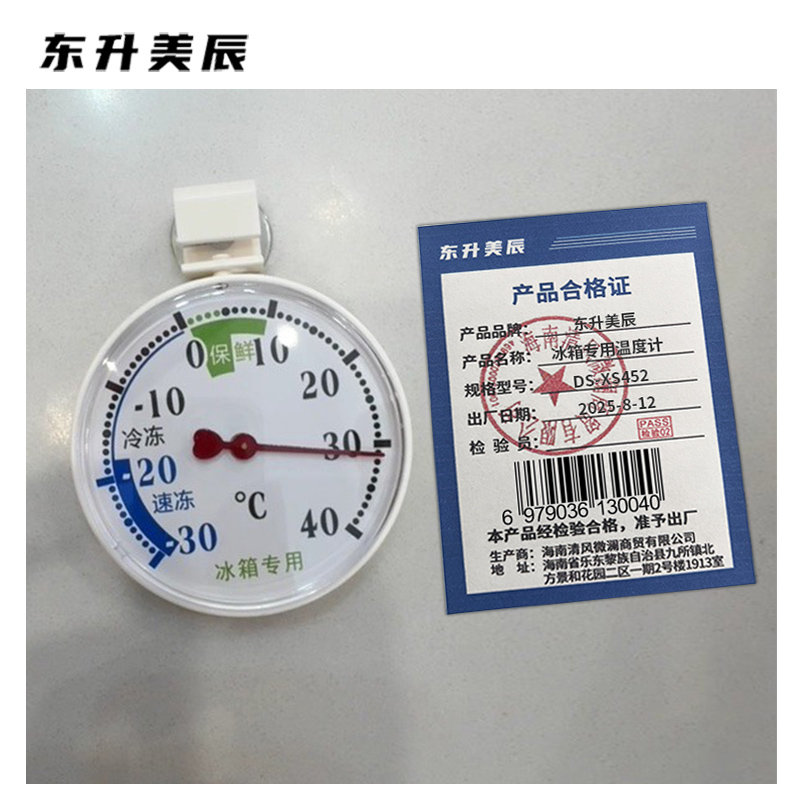 东升美辰
0
保鲜
10
-10
20
冷冻
30
-20
速冻
°C
-30
40
冰箱专用
东升美辰
产品合格证
产品品牌: 东升美辰
产品名称: 冰箱专用温度计
规格型号: DS-XS452
出厂日期: 2025-8-12
检验员:
PASS
检验02
6 979036 130040
本产品经检验合格，准予出厂
生产商: 海南清风微澜商贸有限公司
地 址: 海南省乐东黎族自治县九所镇北
方景和花园二区一期2号楼1913室